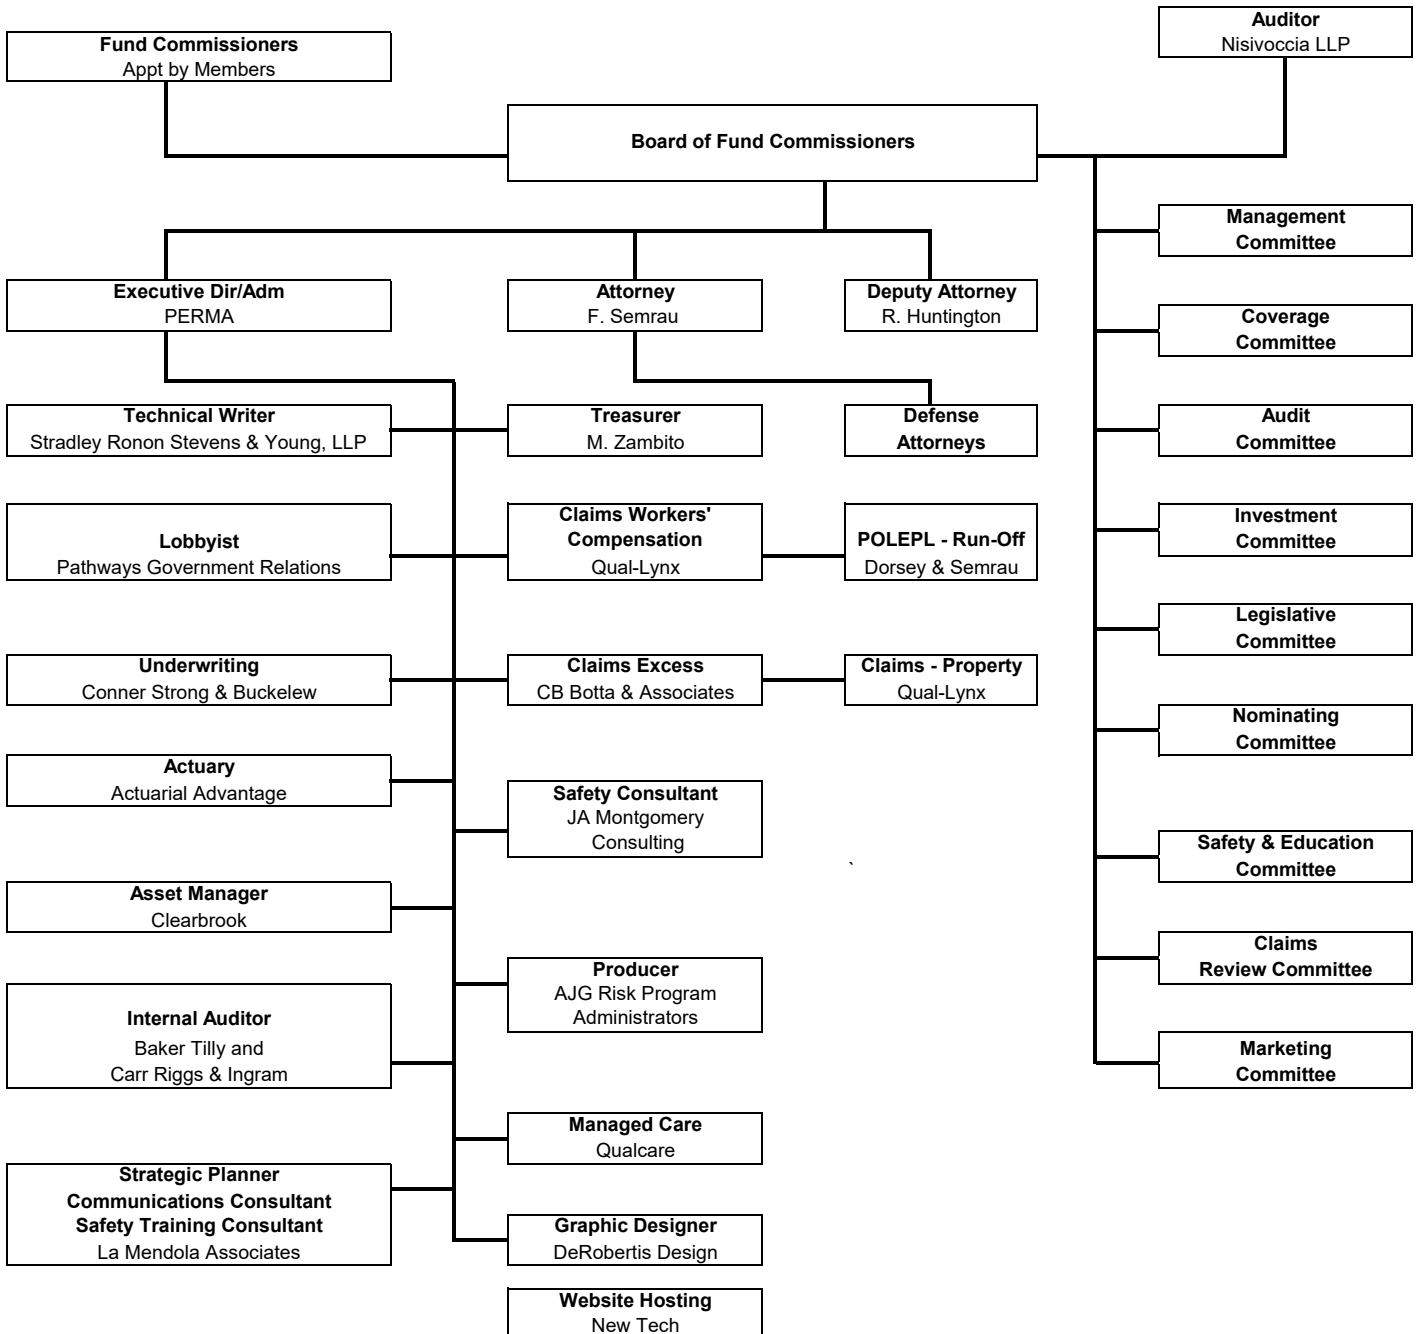 Fund Commissioners
Appt by Members
Auditor
Nisivoccia LLP
Board of Fund Commissioners
Management
Committee
Executive Dir/Adm
PERMA
Attorney
F. Semrau
Deputy Attorney
R. Huntington
Coverage
Committee
Technical Writer
Stradley Ronon Stevens & Young, LLP
Treasurer
M. Zambito
Defense
Attorneys
Audit
Committee
Lobbyist
Pathways Government Relations
Claims Workers'
Compensation
Qual-Lynx
POLEPL - Run-Off
Dorsey & Semrau
Investment
Committee
Legislative
Committee
Underwriting
Conner Strong & Buckelew
Claims Excess
CB Botta & Associates
Claims - Property
Qual-Lynx
Nominating
Committee
Actuary
Actuarial Advantage
Safety Consultant
JA Montgomery
Consulting
`
Safety & Education
Committee
Asset Manager
Clearbrook
Claims
Review Committee
Producer
AJG Risk Program
Administrators
Internal Auditor
Baker Tilly and
Carr Riggs & Ingram
Marketing
Committee
Managed Care
Qualcare
Strategic Planner
Communications Consultant
Safety Training Consultant
La Mendola Associates
Graphic Designer
DeRobertis Design
Website Hosting
New Tech